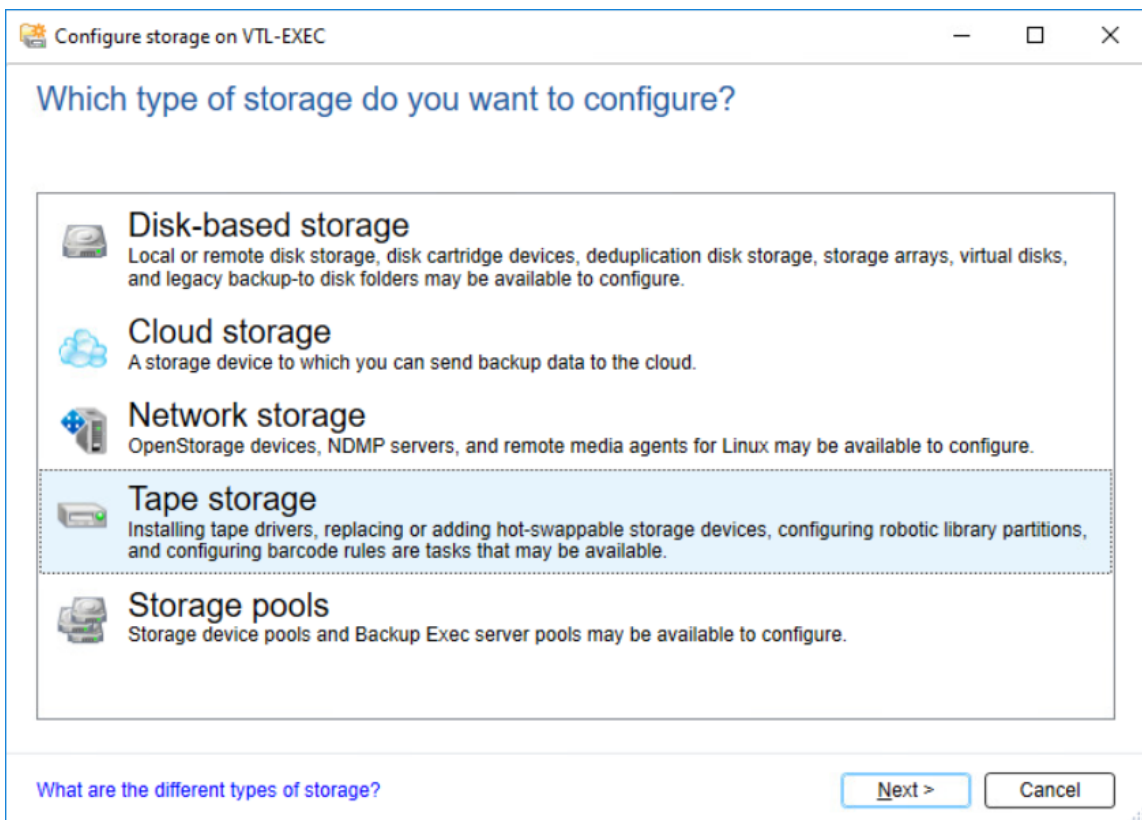 Configure storage on VTL-EXEC
Which type of storage do you want to configure?
Disk-based storage
Local or remote disk storage, disk cartridge devices, deduplication disk storage, storage arrays, virtual disks,
and legacy backup-to disk folders may be available to configure.
Cloud storage
A storage device to which you can send backup data to the cloud.
Network storage
OpenStorage devices, NDMP servers, and remote media agents for Linux may be available to configure.
Tape storage
Installing tape drivers, replacing or adding hot-swappable storage devices, configuring robotic library partitions,
and configuring barcode rules are tasks that may be available.
Storage pools
Storage device pools and Backup Exec server pools may be available to configure.
What are the different types of storage?
Next >
Cancel